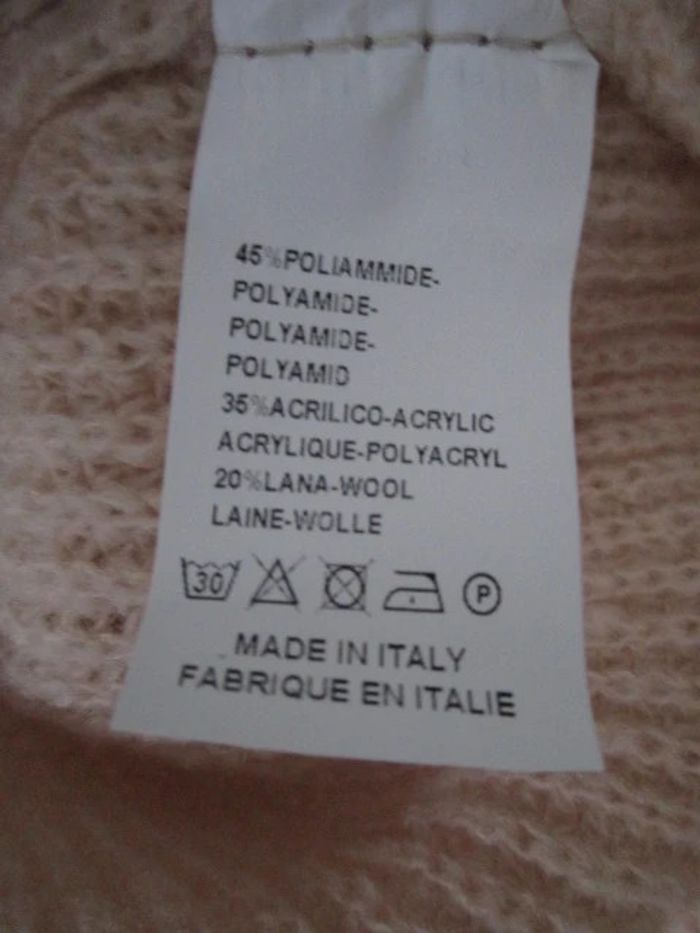 45%POLIAMMIDE-
POLYAMIDE-
POLYAMIDE-
POLYAMID
35%ACRILICO-ACRYLIC
ACRYLIQUE-POLYACRYL
20%LANA-WOOL
LAINE-WOLLE
30 P
MADE IN ITALY
FABRIQUE EN ITALIE